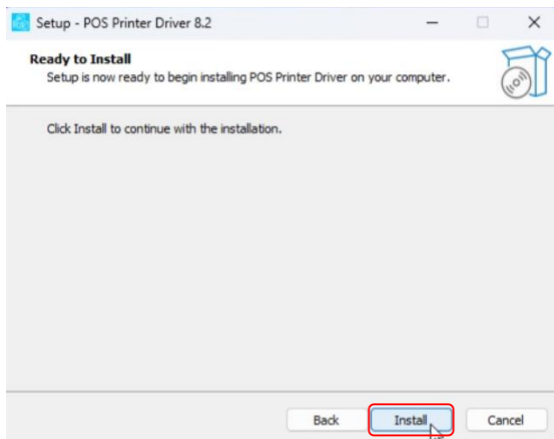 Setup - POS Printer Driver 8.2
Ready to Install
Setup is now ready to begin installing POS Printer Driver on your computer.
Click Install to continue with the installation.
Back
Install
Cancel